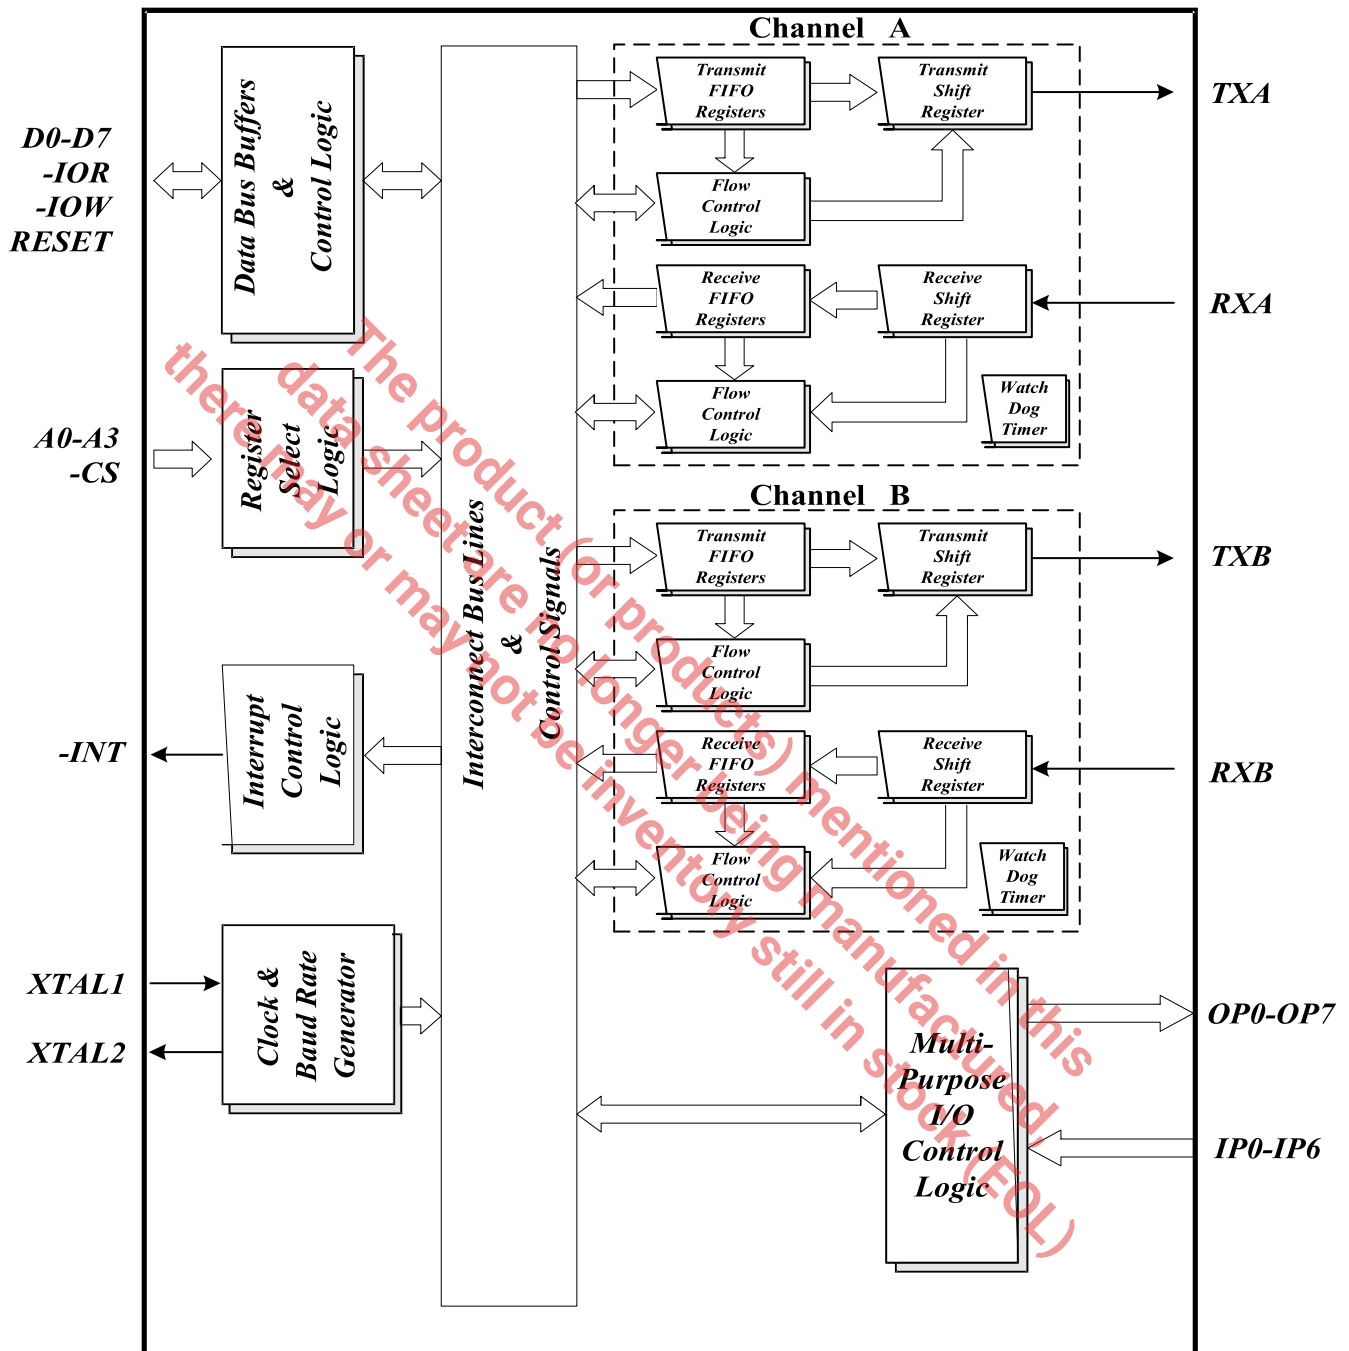 D0-D7
-IOR
-IOW
RESET
A0-A3
-CS
-INT
XTAL1
XTAL2
Data Bus Buffers
&
Control Logic
Register
Select
Logic
Interrupt
Control
Logic
Clock &
Baud Rate
Generator
Interconnect Bus Lines
&
Control Signals
Channel A
Transmit
FIFO
Registers
Transmit
Shift
Register
Flow
Control
Logic
Receive
FIFO
Registers
Receive
Shift
Register
Flow
Control
Logic
Watch
Dog
Timer
Channel B
Transmit
FIFO
Registers
Transmit
Shift
Register
Flow
Control
Logic
Receive
FIFO
Registers
Receive
Shift
Register
Flow
Control
Logic
Watch
Dog
Timer
Multi-
Purpose
I/O
Control
Logic
TXA
RXA
TXB
RXB
OP0-OP7
IP0-IP6
The product (or products) mentioned in this
data sheet are no longer being manufactured,
there may or may not be inventory still in stock (EOL)